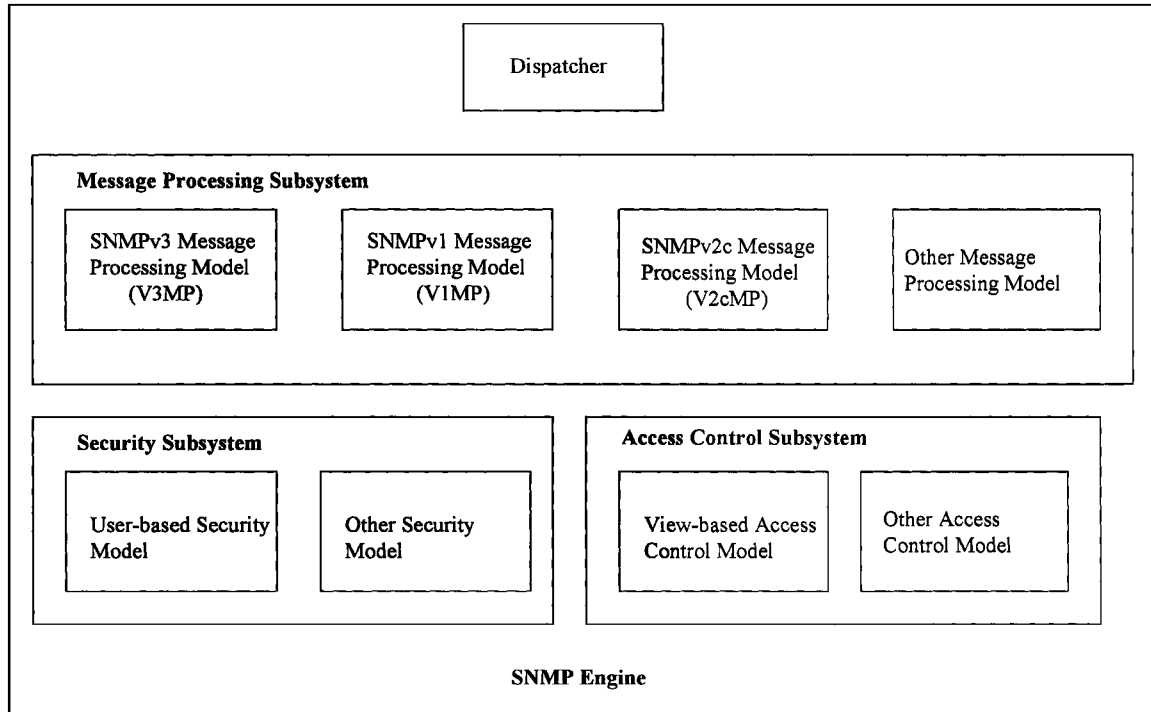 Dispatcher
Message Processing Subsystem
SNMPv3 Message
Processing Model
(V3MP)
SNMPv1 Message
Processing Model
(V1MP)
SNMPv2c Message
Processing Model
(V2cMP)
Other Message
Processing Model
Security Subsystem
User-based Security
Model
Other Security
Model
Access Control Subsystem
View-based Access
Control Model
Other Access
Control Model
SNMP Engine